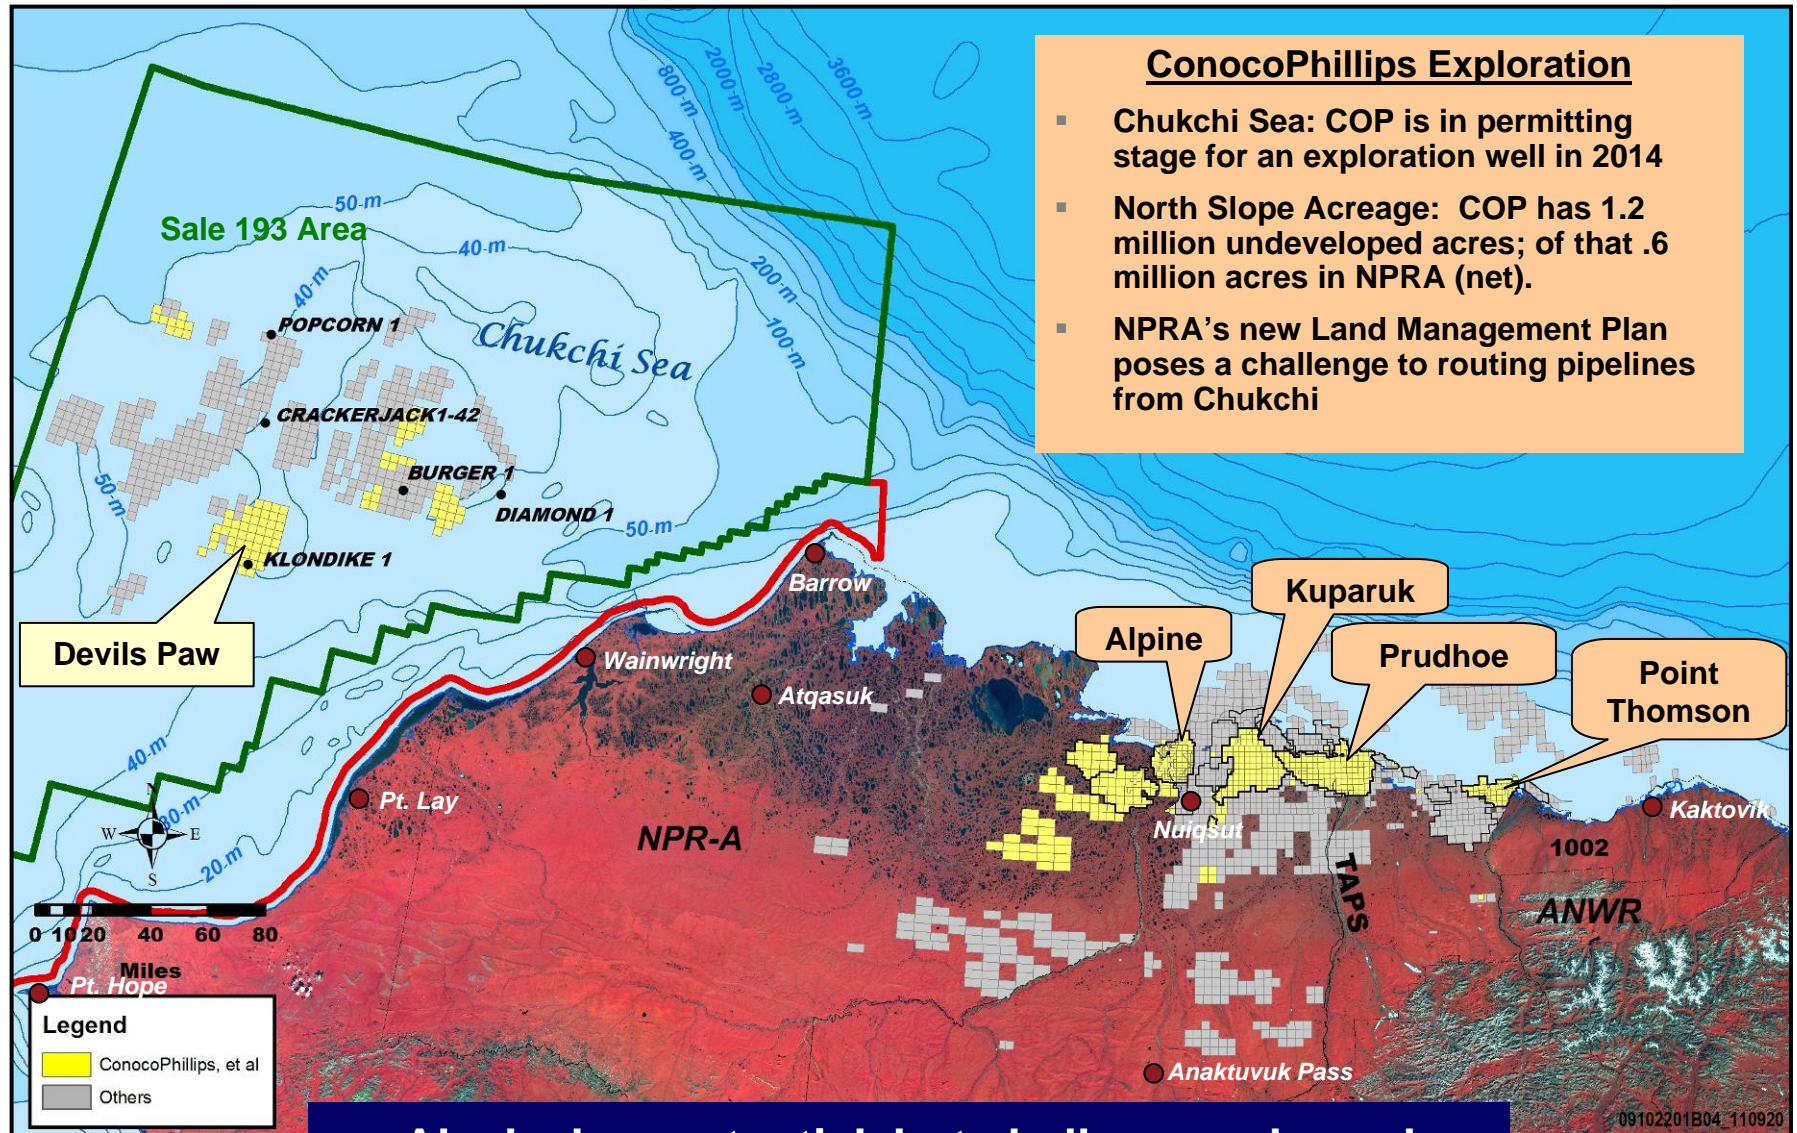 ConocoPhillips Exploration
Chukchi Sea: COP is in permitting
stage for an exploration well in 2014
North Slope Acreage: COP has 1.2
million undeveloped acres; of that .6
million acres in NPRA (net).
NPRA's new Land Management Plan
poses a challenge to routing pipelines
from Chukchi
800-m
2000-m
2800-m
3600-m
400-m
200-m
100-m
50-m
Sale 193 Area
40-m
40-m
POPCORN 1
Chukchi Sea
CRACKERJACK1-42
BURGER 1
50-m
DIAMOND 1
50-m
KLONDIKE 1
Devils Paw
Barrow
Kuparuk
Alpine
Prudhoe
Point
Thomson
Wainwright
Atqasuk
40-m
Pt. Lay
30-m
N
W
E
S
20-m
NPR-A
Nuiqsut
Kaktovik
1002
TAPS
ANWR
0 10 20 40 60 80
Miles
Pt. Hope
Legend
ConocoPhillips, et al
Others
Anaktuvuk Pass
09102201B04_110920